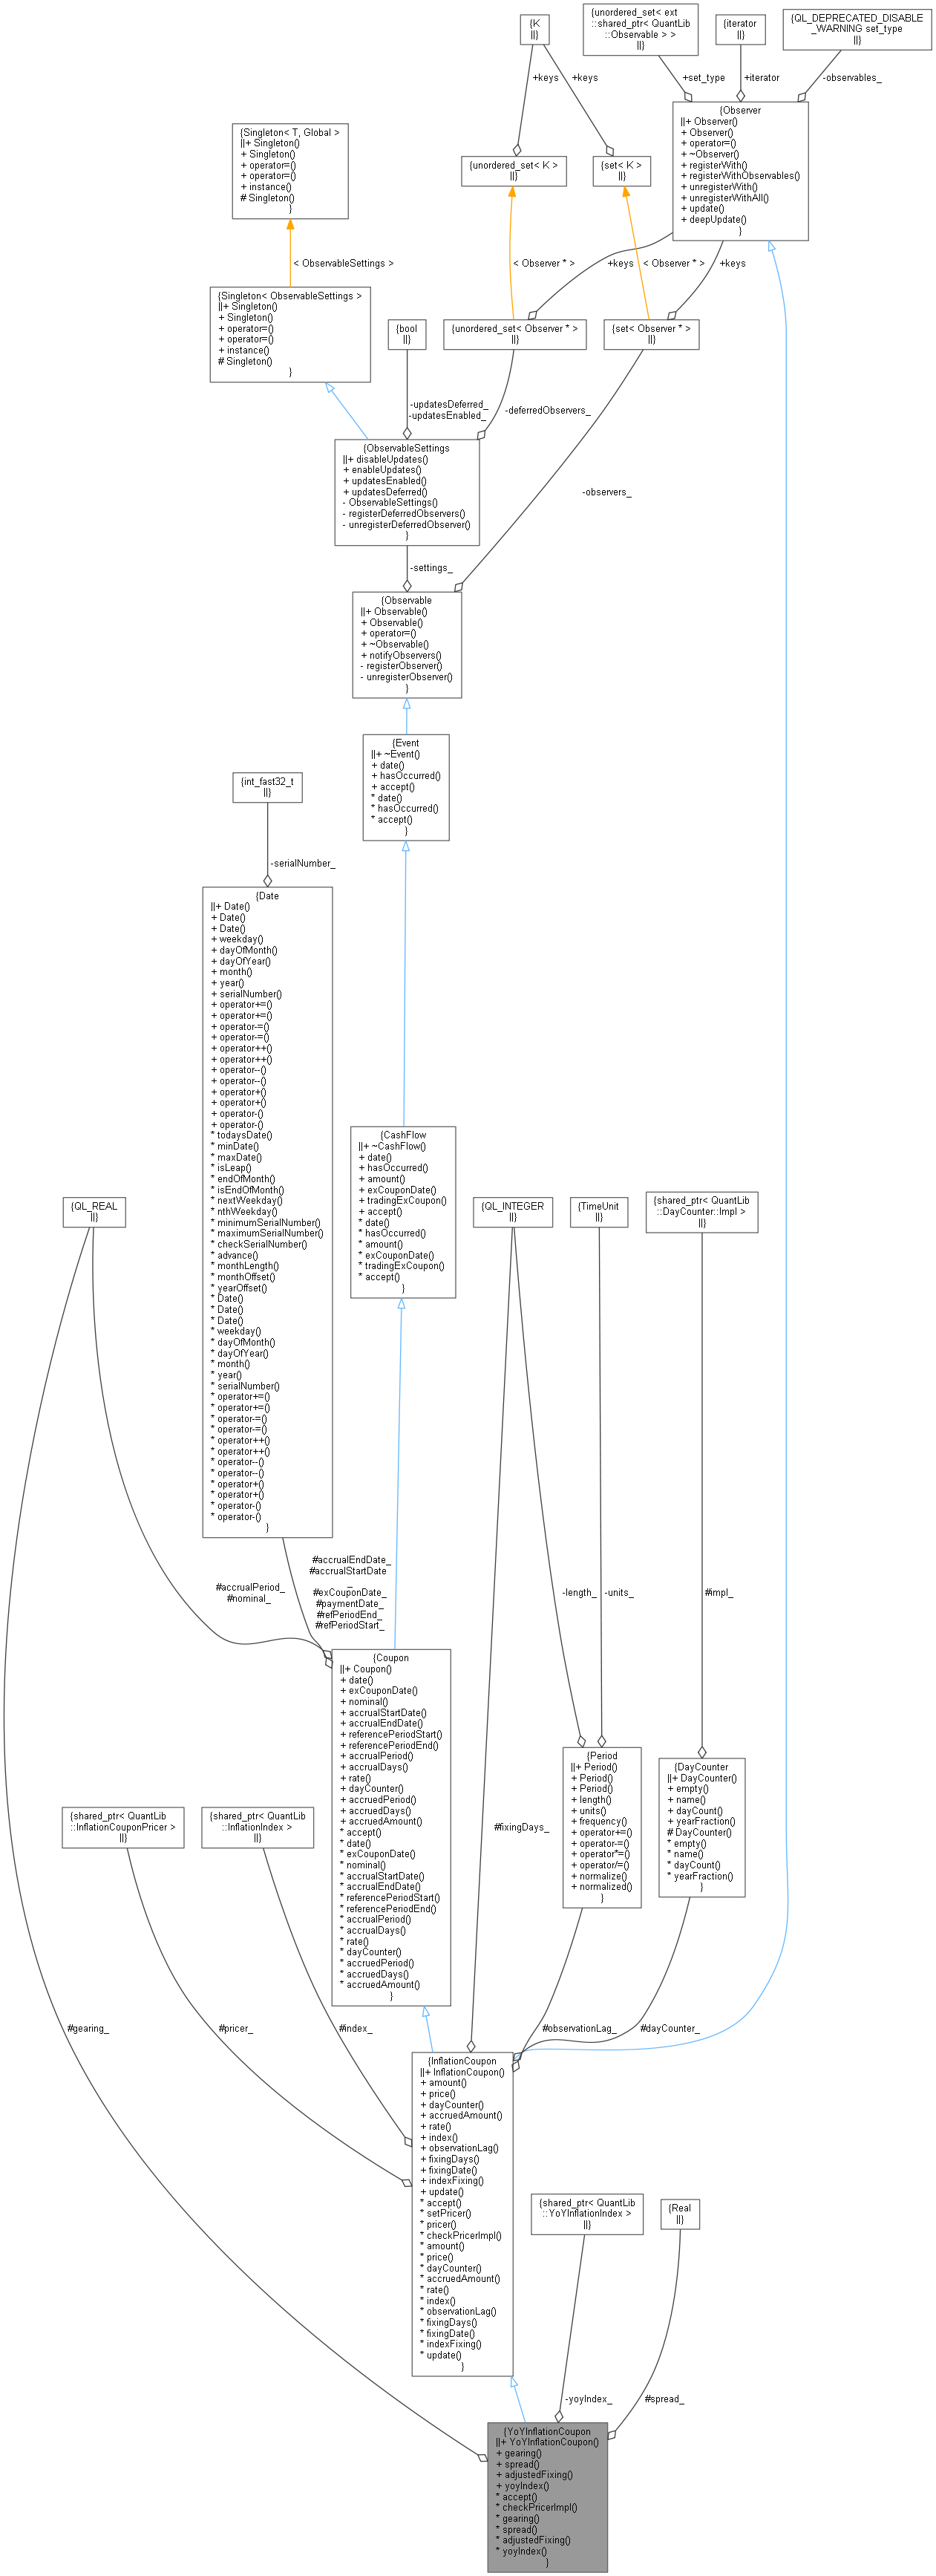 {K
||}
{unordered_set< ext
::shared_ptr< QuantLib
::Observable > >
||}
{iterator
||}
{QL_DEPRECATED_DISABLE
_WARNING set_type
||}
+keys
+keys
+set_type
+iterator
-observables_
{Singleton< T, Global >
||+ Singleton()
+ Singleton()
+ operator=()
+ operator=()
+ instance()
# Singleton()
}
{unordered_set< K >
||}
{set< K >
||}
{Observer
||+ Observer()
+ Observer()
+ operator=()
+ ~Observer()
+ registerWith()
+ registerWithObservables()
+ unregisterWith()
+ unregisterWithAll()
+ update()
+ deepUpdate()
}
< ObservableSettings >
< Observer * >
+keys
< Observer * >
+keys
{Singleton< ObservableSettings >
||+ Singleton()
+ Singleton()
+ operator=()
+ operator=()
+ instance()
# Singleton()
}
{bool
||}
{unordered_set< Observer * >
||}
{set< Observer * >
||}
-updatesDeferred_
-updatesEnabled_
-deferredObservers_
{ObservableSettings
||+ disableUpdates()
+ enableUpdates()
+ updatesEnabled()
+ updatesDeferred()
- ObservableSettings()
- registerDeferredObservers()
- unregisterDeferredObserver()
}
-observers_
-settings_
{Observable
||+ Observable()
+ Observable()
+ operator=()
+ ~Observable()
+ notifyObservers()
- registerObserver()
- unregisterObserver()
}
{Event
||+ ~Event()
+ date()
+ hasOccurred()
+ accept()
* date()
* hasOccurred()
* accept()
}
{int_fast32_t
||}
-serialNumber_
{Date
||+ Date()
+ Date()
+ Date()
+ weekday()
+ dayOfMonth()
+ dayOfYear()
+ month()
+ year()
+ serialNumber()
+ operator+=()
+ operator+=()
+ operator-=()
+ operator-=()
+ operator++()
+ operator++()
+ operator--()
+ operator--()
+ operator+()
+ operator+()
+ operator-()
+ operator-()
* todaysDate()
* minDate()
* maxDate()
* isLeap()
* endOfMonth()
* isEndOfMonth()
* nextWeekday()
* nthWeekday()
* minimumSerialNumber()
* maximumSerialNumber()
* checkSerialNumber()
* advance()
* monthLength()
* monthOffset()
* yearOffset()
* Date()
* Date()
* Date()
* weekday()
* dayOfMonth()
* dayOfYear()
* month()
* year()
* serialNumber()
* operator+=()
* operator+=()
* operator-=()
* operator-=()
* operator++()
* operator++()
* operator--()
* operator--()
* operator+()
* operator+()
* operator-()
* operator-()
}
{CashFlow
||+ ~CashFlow()
+ date()
+ hasOccurred()
+ amount()
+ exCouponDate()
+ tradingExCoupon()
+ accept()
* date()
* hasOccurred()
* amount()
* exCouponDate()
* tradingExCoupon()
* accept()
}
{QL_REAL
||}
{QL_INTEGER
||}
{TimeUnit
||}
{shared_ptr< QuantLib
::DayCounter::Impl >
||}
#accrualPeriod_
#nominal_
#accrualEndDate_
#accrualStartDate
_
#exCouponDate_
#paymentDate_
#refPeriodEnd_
#refPeriodStart_
-length_
-units_
#impl_
{Coupon
||+ Coupon()
+ date()
+ exCouponDate()
+ nominal()
+ accrualStartDate()
+ accrualEndDate()
+ referencePeriodStart()
+ referencePeriodEnd()
+ accrualPeriod()
+ accrualDays()
+ rate()
+ dayCounter()
+ accruedPeriod()
+ accruedDays()
+ accruedAmount()
* accept()
* date()
* exCouponDate()
* nominal()
* accrualStartDate()
* accrualEndDate()
* referencePeriodStart()
* referencePeriodEnd()
* accrualPeriod()
* accrualDays()
* rate()
* dayCounter()
* accruedPeriod()
* accruedDays()
* accruedAmount()
}
{Period
||+ Period()
+ Period()
+ Period()
+ length()
+ units()
+ frequency()
+ operator+=()
+ operator-=()
+ operator*=()
+ operator/=()
+ normalize()
+ normalized()
}
{DayCounter
||+ DayCounter()
+ empty()
+ name()
+ dayCount()
+ yearFraction()
# DayCounter()
* empty()
* name()
* dayCount()
* yearFraction()
}
{shared_ptr< QuantLib
::InflationCouponPricer >
||}
{shared_ptr< QuantLib
::InflationIndex >
||}
#fixingDays_
#gearing_
#pricer_
#index_
#observationLag_
#dayCounter_
{InflationCoupon
||+ InflationCoupon()
+ amount()
+ price()
+ dayCounter()
+ accruedAmount()
+ rate()
+ index()
+ observationLag()
+ fixingDays()
+ fixingDate()
+ indexFixing()
+ update()
* accept()
* setPricer()
* pricer()
* checkPricerImpl()
* amount()
* price()
* dayCounter()
* accruedAmount()
* rate()
* index()
* observationLag()
* fixingDays()
* fixingDate()
* indexFixing()
* update()
}
{shared_ptr< QuantLib
::YoYInflationIndex >
||}
{Real
||}
-yoyIndex_
#spread_
{YoYInflationCoupon
||+ YoYInflationCoupon()
+ gearing()
+ spread()
+ adjustedFixing()
+ yoyIndex()
* accept()
* checkPricerImpl()
* gearing()
* spread()
* adjustedFixing()
* yoyIndex()
}